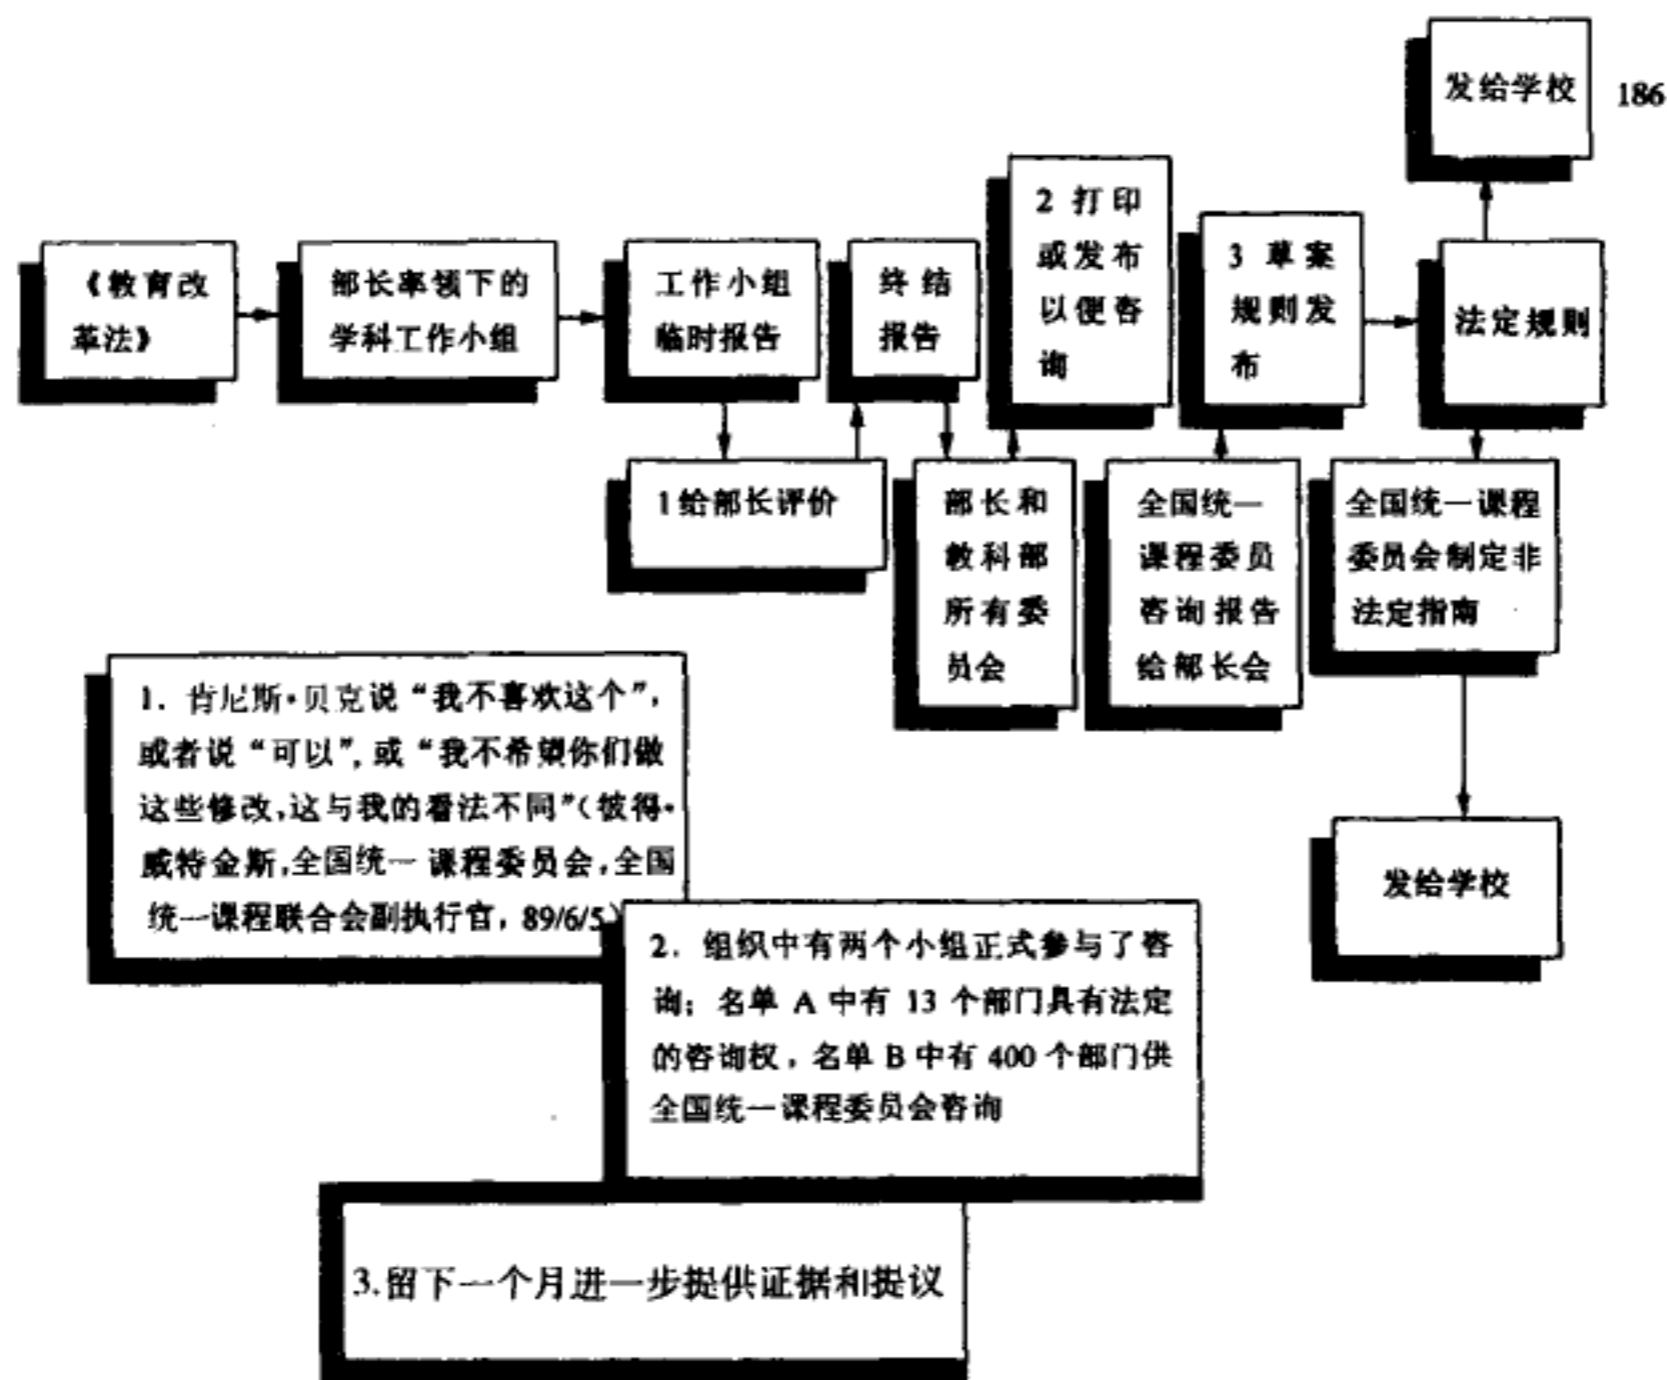 发给学校
186
《教育改
革法》
部长率领下的
学科工作小组
工作小组
临时报告
终结
报告
2 打印
或发布
以便咨
询
3 草案
规则发
布
法定规则
1给部长评价
部长和
教科部
所有委
员会
全国统一
课程委员
咨询报告
给部长会
全国统一课程
委员会制定非
法定指南
发给学校
1. 肯尼斯·贝克说“我不喜欢这个”,
或者说“可以”, 或“我不希望你们做
这些修改,这与我的看法不同”(彼得·
威特金斯,全国统一课程委员会,全国
统一课程联合会副执行官, 89/6/5)
2. 组织中有两个小组正式参与了咨
询; 名单 A 中有 13 个部门具有法定
的咨询权, 名单 B 中有 400 个部门供
全国统一课程委员会咨询
3.留下一个月进一步提供证据和提议